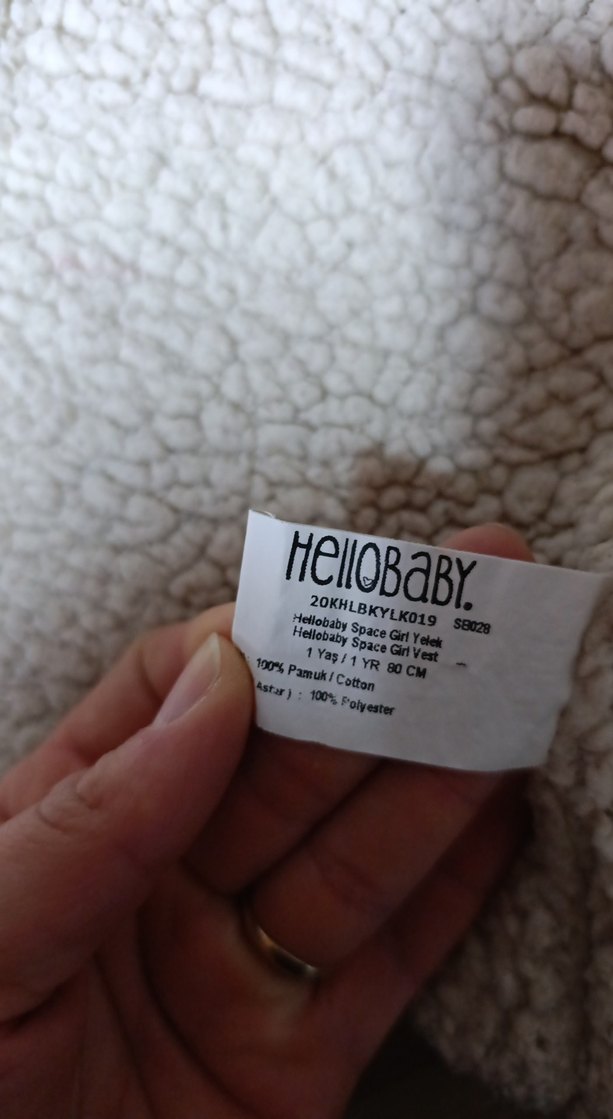 HelloBaby.
20KHLBKYLK019 SB028
Hellobaby Space Girl Yelek
Hellobaby Space Girl Vest
1 Yaş / 1 YR 80 CM
100% Pamuk / Cotton
Astar) : 100% Polyester